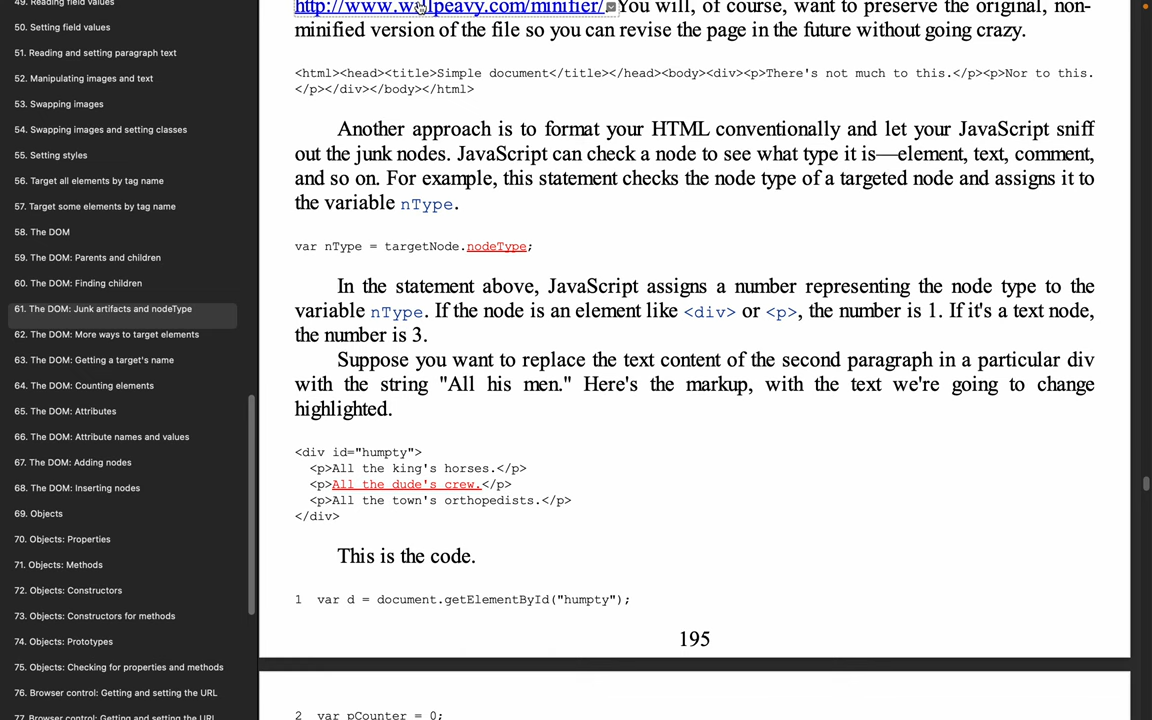 49. Reading field values
50. Setting field values
51. Reading and setting paragraph text
52. Manipulating images and text
53. Swapping images
54. Swapping images and setting classes
55. Setting styles
56. Target all elements by tag name
57. Target some elements by tag name
58. The DOM
59. The DOM: Parents and children
60. The DOM: Finding children
61. The DOM: Junk artifacts and nodeType
62. The DOM: More ways to target elements
63. The DOM: Getting a target's name
64. The DOM: Counting elements
65. The DOM: Attributes
66. The DOM: Attribute names and values
67. The DOM: Adding nodes
68. The DOM: Inserting nodes
69. Objects
70. Objects: Properties
71. Objects: Methods
72. Objects: Constructors
73. Objects: Constructors for methods
74. Objects: Prototypes
75. Objects: Checking for properties and methods
76. Browser control: Getting and setting the URL
77. Browser control: Getting and setting the URL
http://www.willpeavy.com/minifier/ You will, of course, want to preserve the original, non-
minified version of the file so you can revise the page in the future without going crazy.
<html><head><title>Simple document</title></head><body><div><p>There's not much to this.</p><p>Nor to this.
</p></div></body></html>
Another approach is to format your HTML conventionally and let your JavaScript sniff
out the junk nodes. JavaScript can check a node to see what type it is—element, text, comment,
and so on. For example, this statement checks the node type of a targeted node and assigns it to
the variable nType.
var nType = targetNode.nodeType;
In the statement above, JavaScript assigns a number representing the node type to the
variable nType. If the node is an element like <div> or <p>, the number is 1. If it's a text node,
the number is 3.
Suppose you want to replace the text content of the second paragraph in a particular div
with the string "All his men." Here's the markup, with the text we're going to change
highlighted.
<div id="humpty">
<p>All the king's horses.</p>
<p>All the dude's crew.</p>
<p>All the town's orthopedists.</p>
</div>
This is the code.
1 var d = document.getElementById("humpty");
195
2 var pCounter = 0;